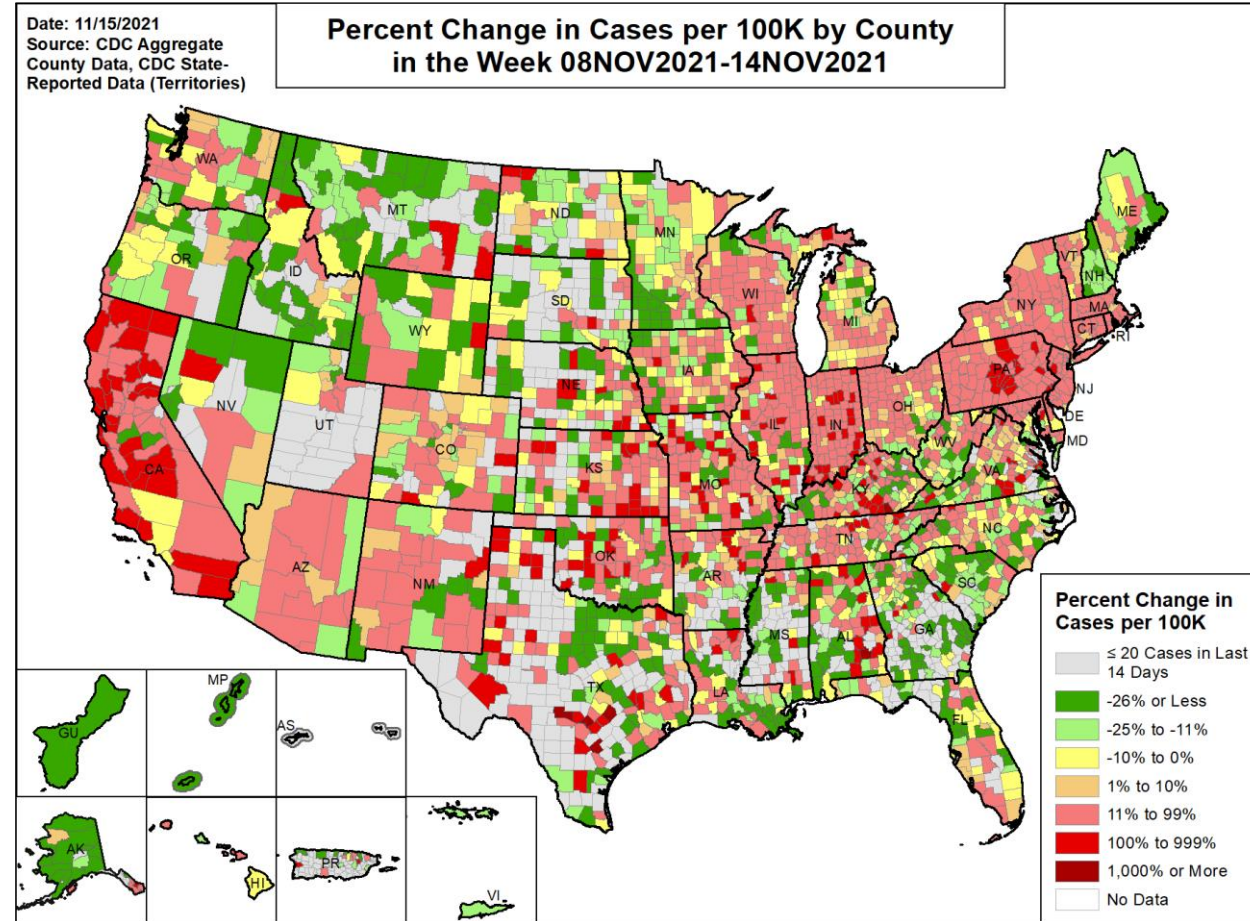 Date: 11/15/2021
Source: CDC Aggregate
County Data, CDC State-
Reported Data (Territories)
Percent Change in Cases per 100K by County
in the Week 08NOV2021-14NOV2021
WA
MT
ND
MN
ME
OR
ID
WY
SD
WI
MI
VT
NH
NY
MA
CT
RI
NV
UT
CO
NE
IA
IL
IN
OH
PA
NJ
DE
MD
WV
VA
CA
KS
MO
KY
AZ
NM
OK
AR
TN
NC
SC
TX
LA
MS
AL
GA
FL
GU
MP
AS
AK
HI
PR
VI
Percent Change in
Cases per 100K
≤ 20 Cases in Last
14 Days
-26% or Less
-25% to -11%
-10% to 0%
1% to 10%
11% to 99%
100% to 999%
1,000% or More
No Data